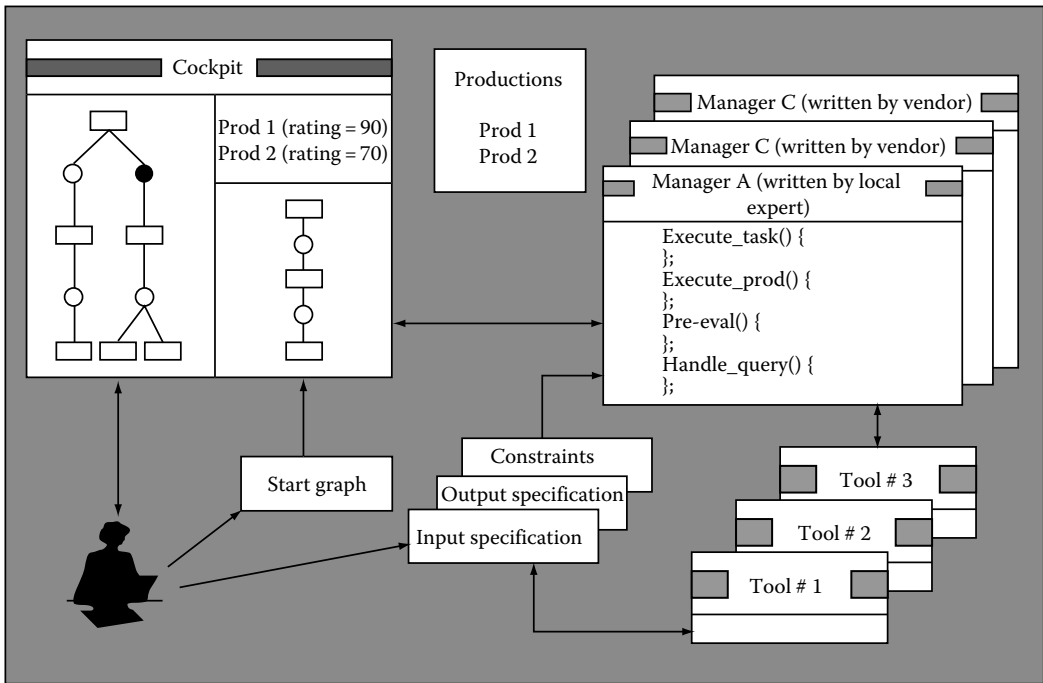 Cockpit
Prod 1 (rating = 90)
Prod 2 (rating = 70)
Productions
Prod 1
Prod 2
Manager C (written by vendor)
Manager C (written by vendor)
Manager A (written by local
expert)
Execute_task() {
};
Execute_prod() {
};
Pre-eval() {
};
Handle_query() {
};
Start graph
Constraints
Output specification
Input specification
Tool # 3
Tool # 2
Tool # 1